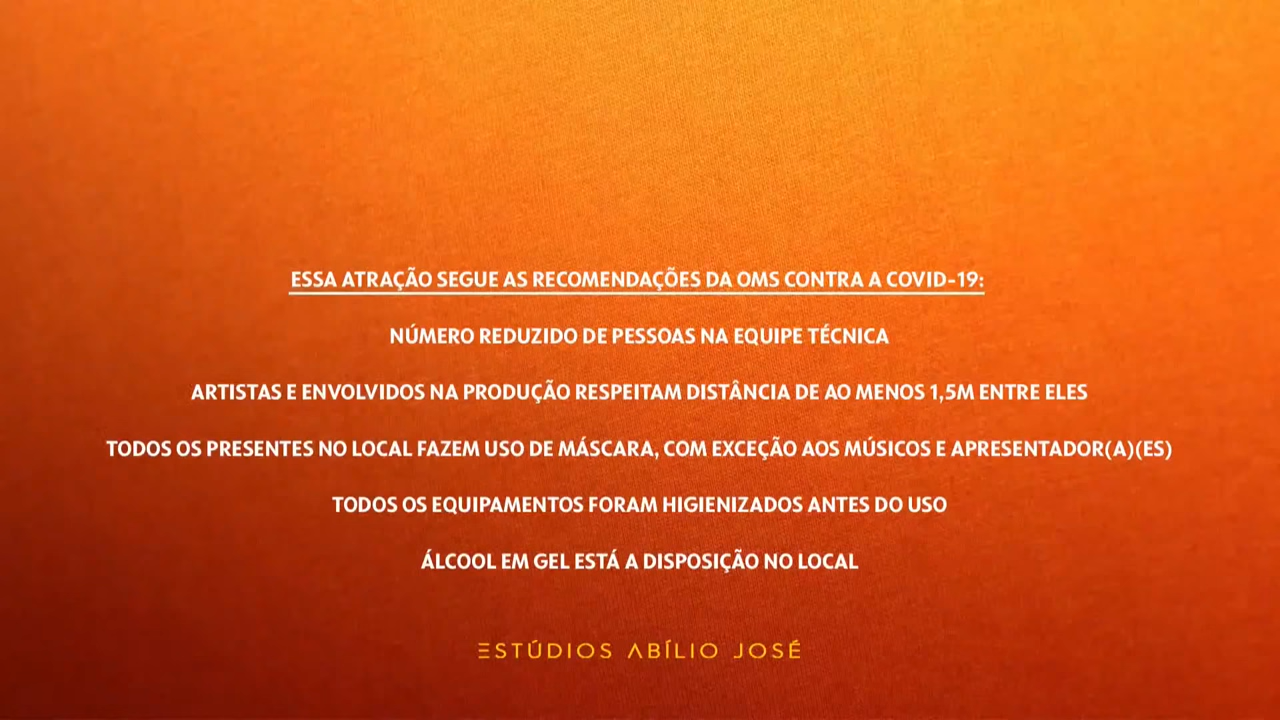 ESSA ATRAÇÃO SEGUE AS RECOMENDAÇÕES DA OMS CONTRA A COVID-19:
NÚMERO REDUZIDO DE PESSOAS NA EQUIPE TÉCNICA
ARTISTAS E ENVOLVIDOS NA PRODUÇÃO RESPEITAM DISTÂNCIA DE AO MENOS 1,5M ENTRE ELES
TODOS OS PRESENTES NO LOCAL FAZEM USO DE MÁSCARA, COM EXCEÇÃO AOS MÚSICOS E APRESENTADOR(A)(ES)
TODOS OS EQUIPAMENTOS FORAM HIGIENIZADOS ANTES DO USO
ÁLCOOL EM GEL ESTÁ A DISPOSIÇÃO NO LOCAL
ESTÚDIOS ABÍLIO JOSÉ